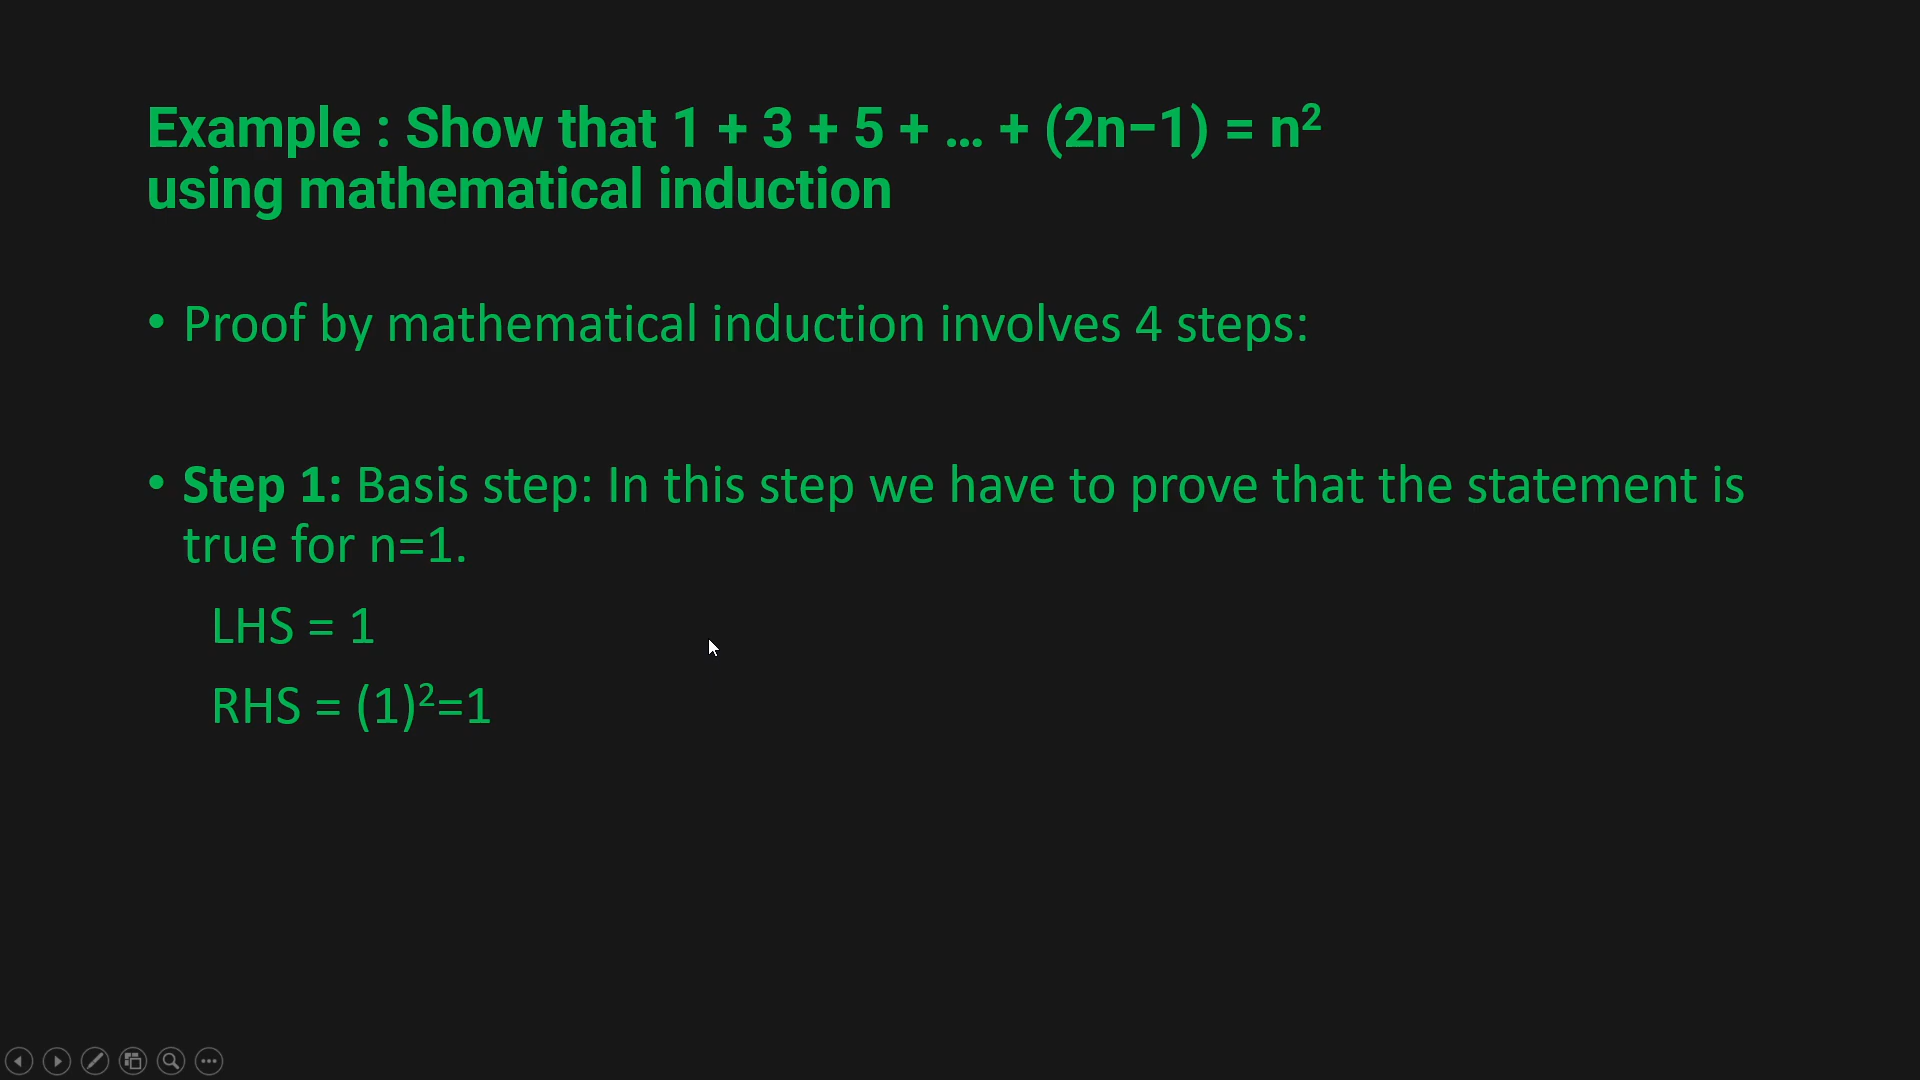 Example : Show that 1 + 3 + 5 + … + (2n−1) = n²
using mathematical induction
• Proof by mathematical induction involves 4 steps:
• Step 1: Basis step: In this step we have to prove that the statement is
true for n=1.
LHS = 1
RHS = (1)²=1